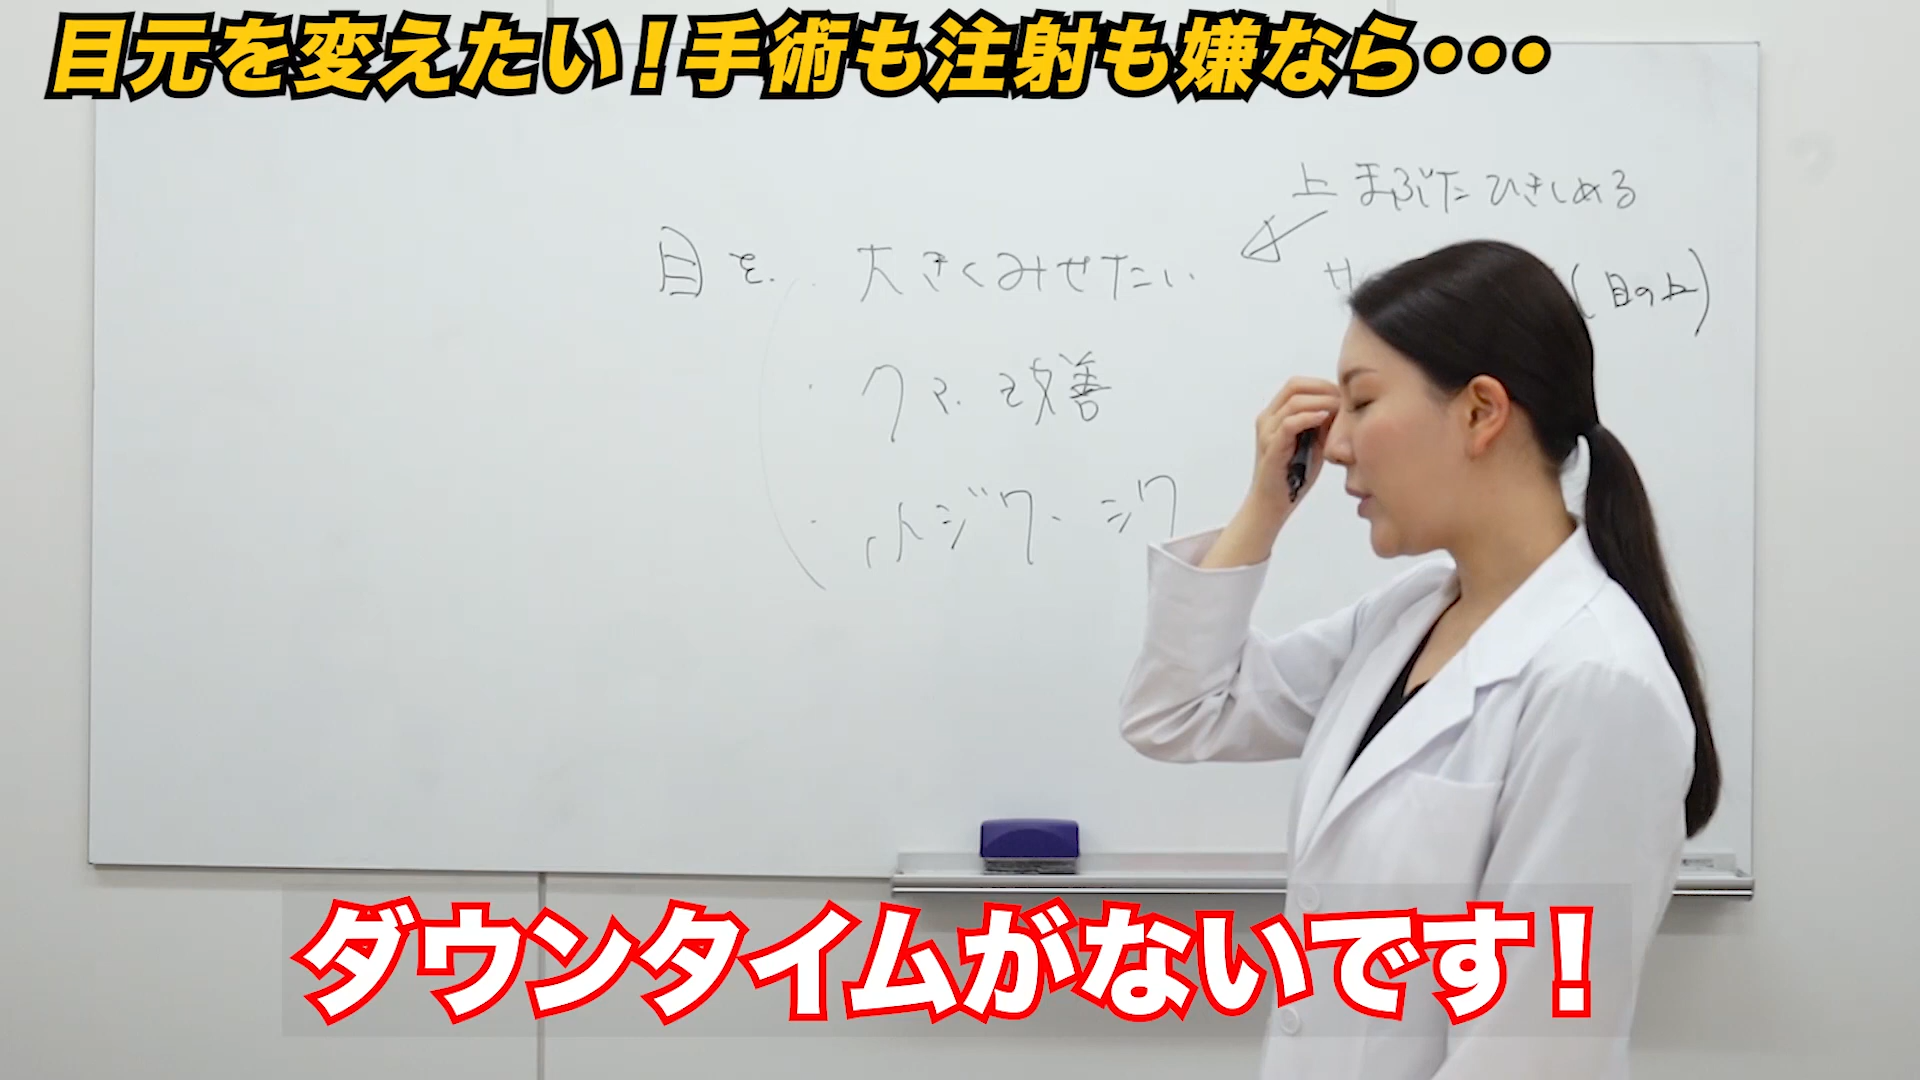 目元を変えたい！手術も注射も嫌なら・・・
上まぶたひきしめる
目を・大きくみせたい
(目の上)
・クマを改善
・小ジワ・シワ
ダウンタイムがないです！